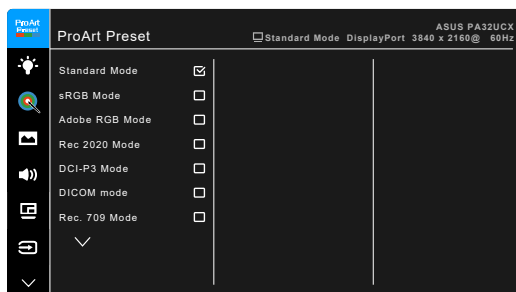 ProArt
Preset
ProArt Preset
ASUS PA32UCX
Standard Mode DisplayPort 3840 x 2160@ 60Hz
Standard Mode
sRGB Mode
Adobe RGB Mode
Rec 2020 Mode
DCI-P3 Mode
DICOM mode
Rec. 709 Mode